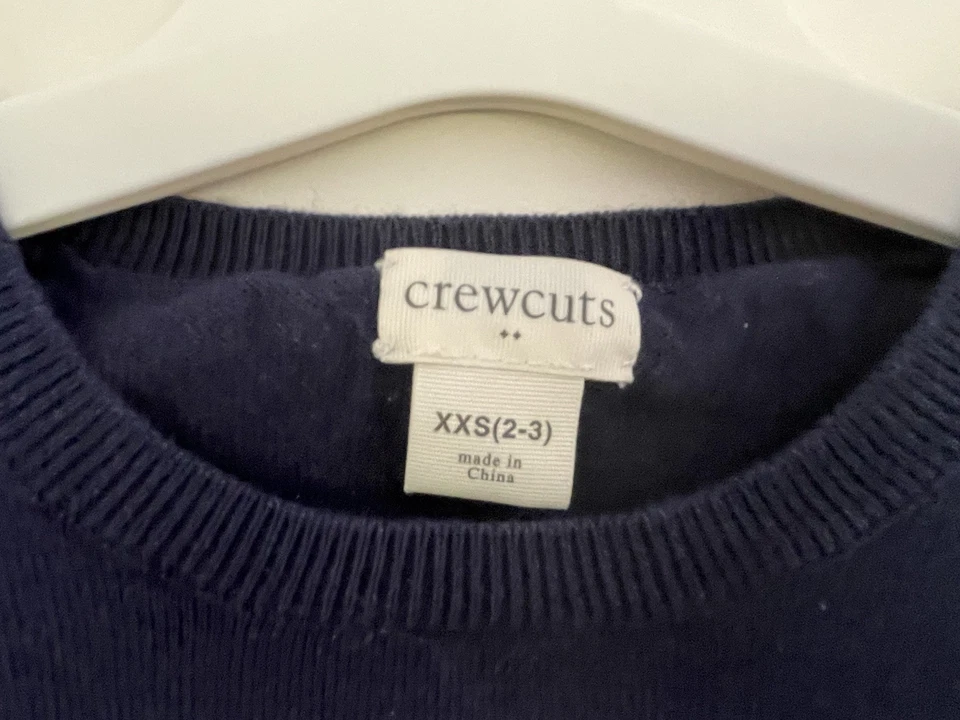 crewcuts
XXS(2-3)
made in
China